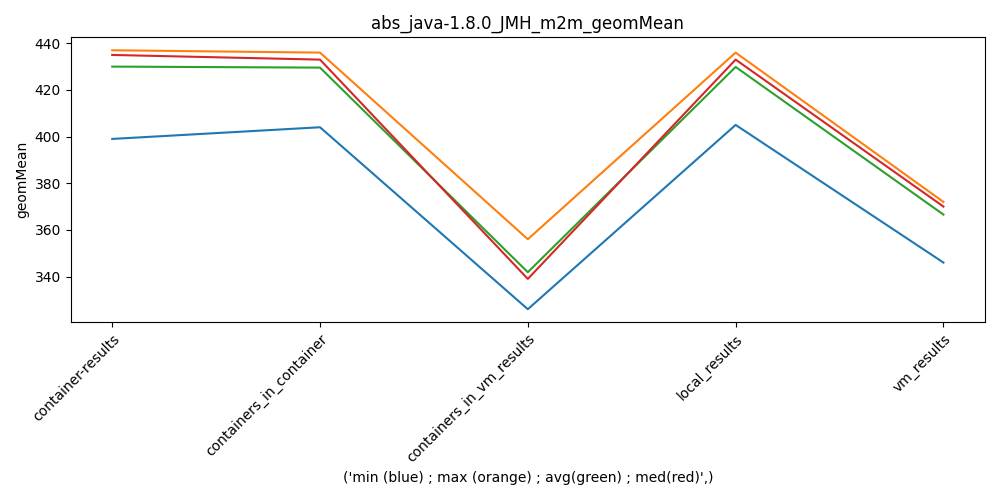 abs_java-1.8.0_JMH_m2m_geomMean
geomMean
440
420
400
380
360
340
container-results
containers_in_container
containers_in_vm_results
local_results
vm_results
('min (blue) ; max (orange) ; avg(green) ; med(red)',)